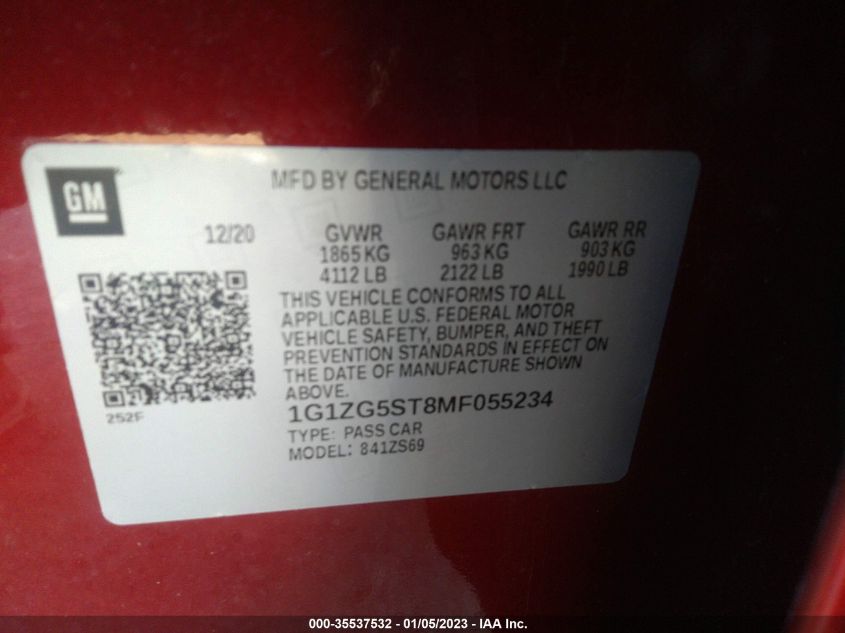 GM
MFD BY GENERAL MOTORS LLC
12/20 GVWR GAWR FRT GAWR RR
1865 KG 963 KG 903 KG
4112 LB 2122 LB 1990 LB
THIS VEHICLE CONFORMS TO ALL
APPLICABLE U.S. FEDERAL MOTOR
VEHICLE SAFETY, BUMPER, AND THEFT
PREVENTION STANDARDS IN EFFECT ON
THE DATE OF MANUFACTURE SHOWN
ABOVE.
252F
1G1ZG5ST8MF055234
TYPE: PASS CAR
MODEL: 841ZS69
000-35537532 - 01/05/2023 - IAA Inc.